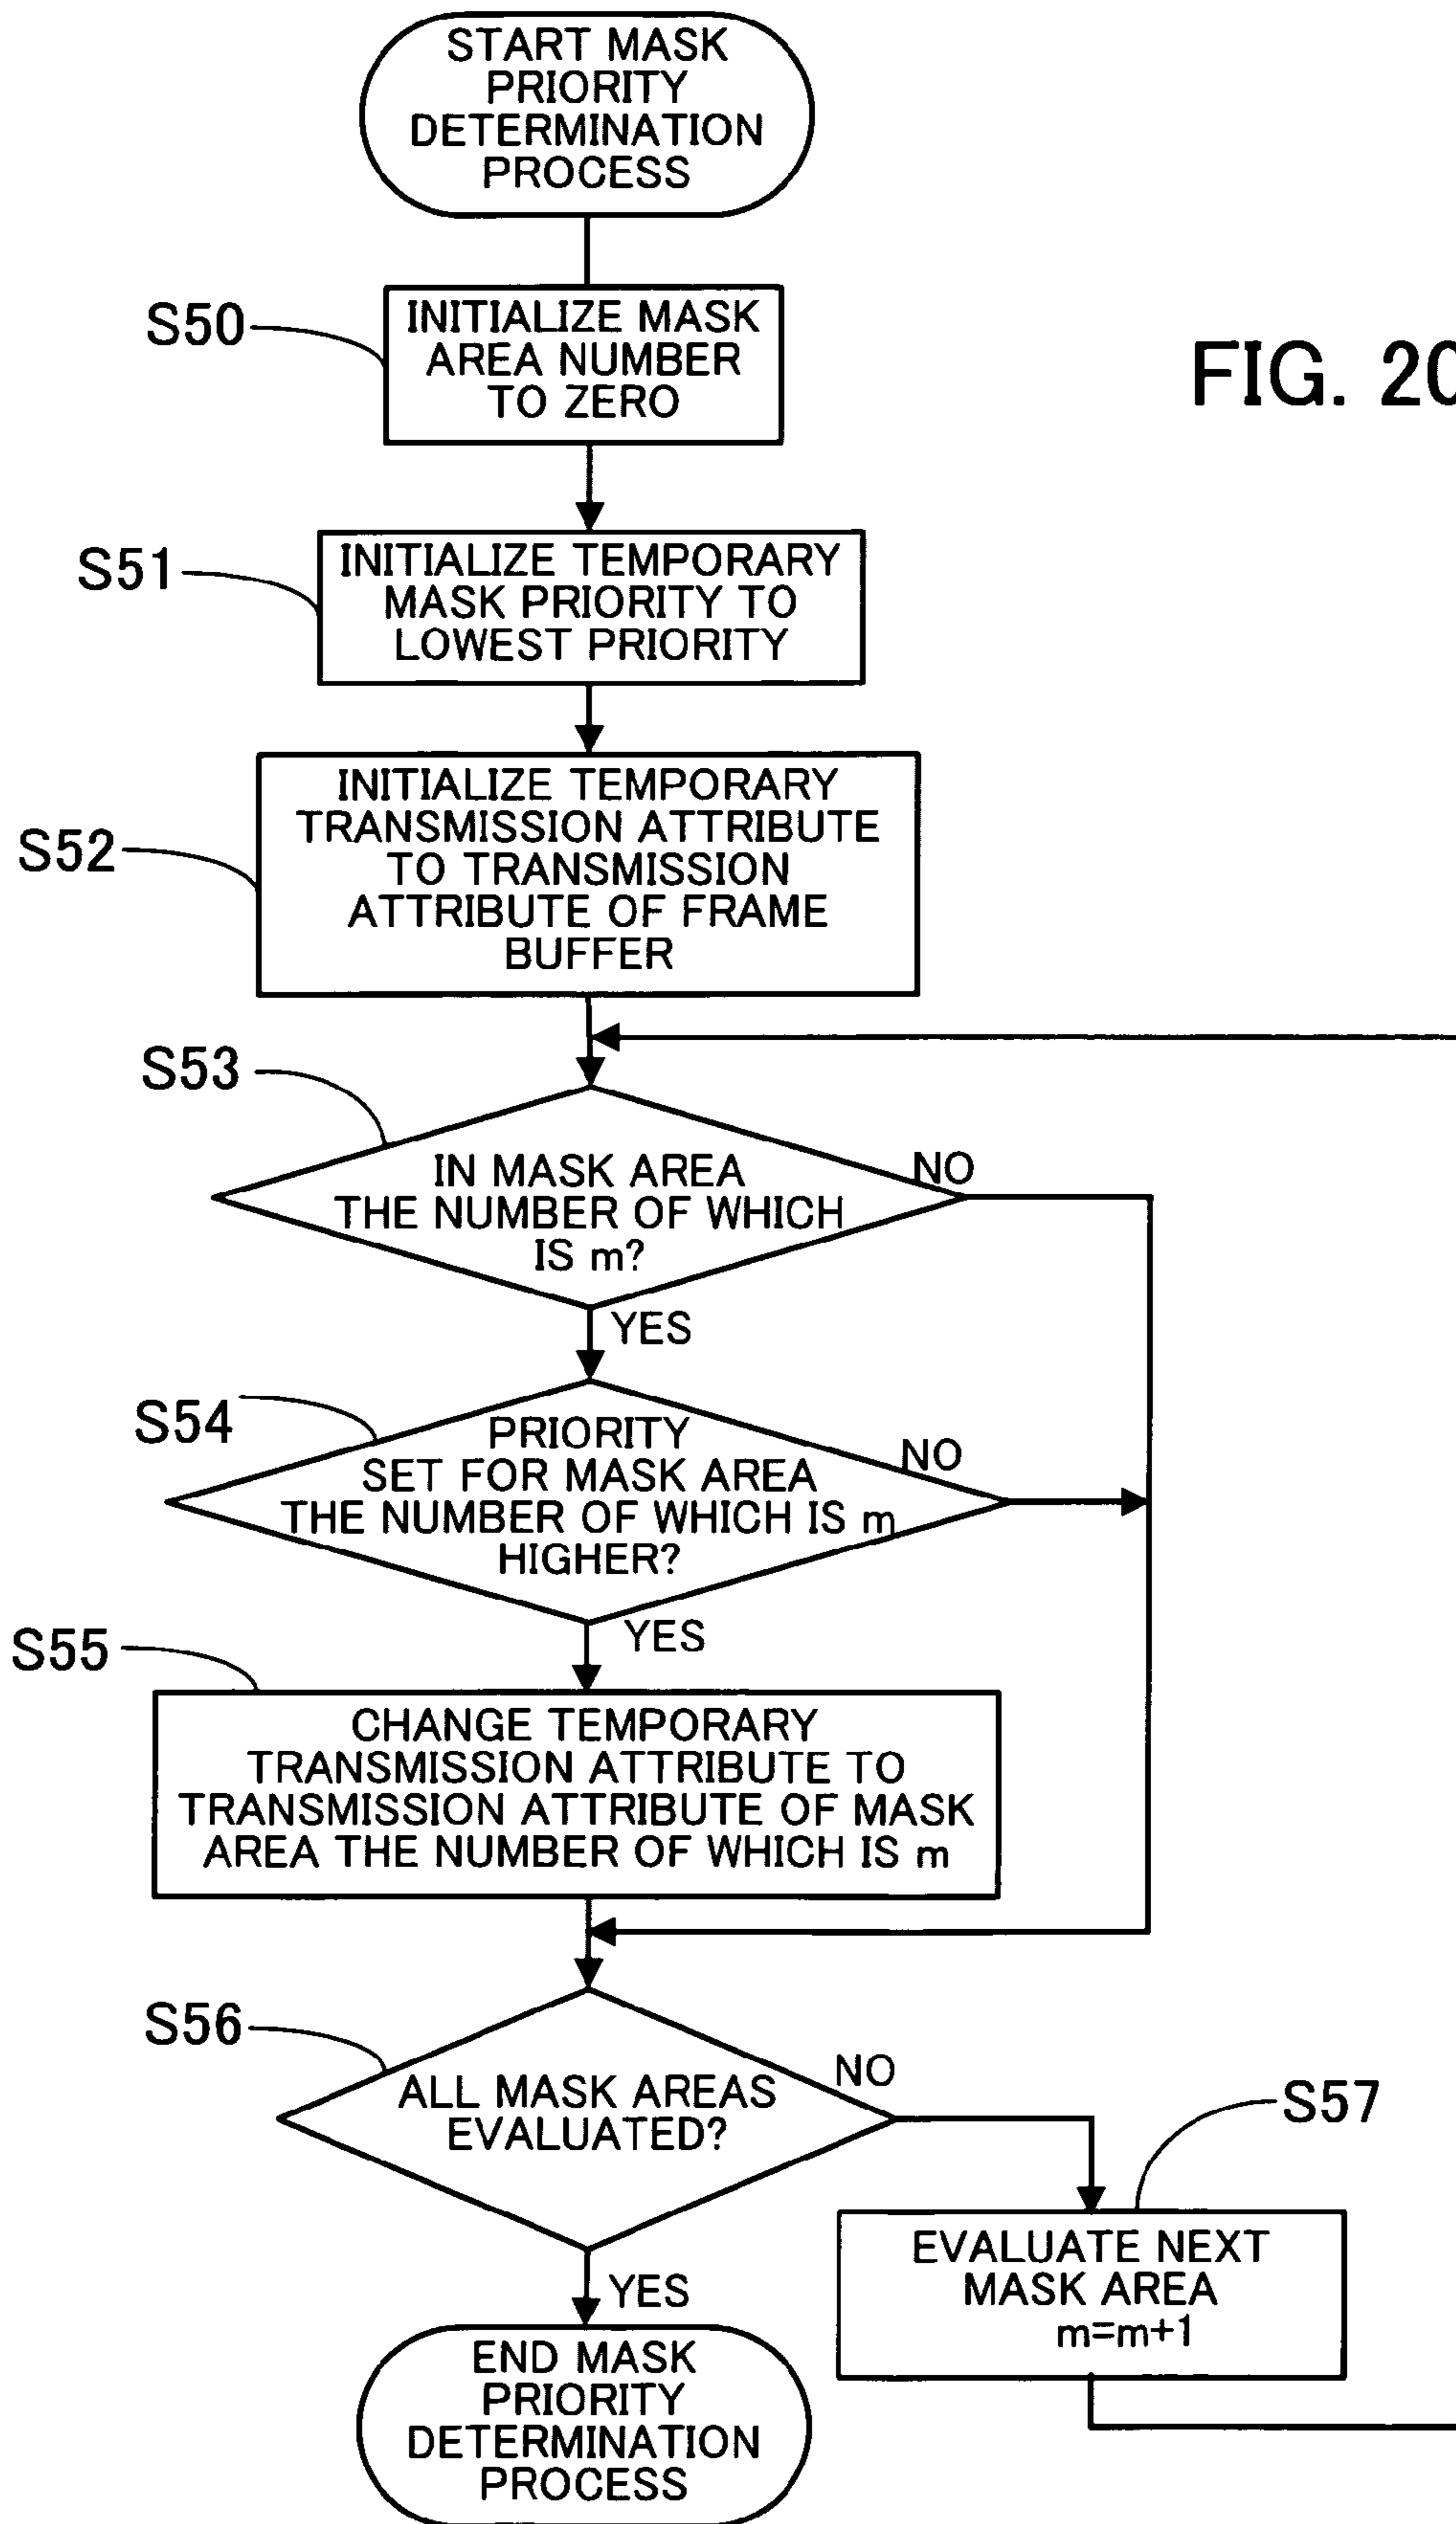 START MASK
PRIORITY
DETERMINATION
PROCESS
S50
INITIALIZE MASK
AREA NUMBER
TO ZERO
FIG. 20
S51
INITIALIZE TEMPORARY
MASK PRIORITY TO
LOWEST PRIORITY
S52
INITIALIZE TEMPORARY
TRANSMISSION ATTRIBUTE
TO TRANSMISSION
ATTRIBUTE OF FRAME
BUFFER
S53
IN MASK AREA
THE NUMBER OF WHICH
IS m?
NO
YES
S54
PRIORITY
SET FOR MASK AREA
THE NUMBER OF WHICH IS m
HIGHER?
NO
YES
S55
CHANGE TEMPORARY
TRANSMISSION ATTRIBUTE TO
TRANSMISSION ATTRIBUTE OF MASK
AREA THE NUMBER OF WHICH IS m
S56
ALL MASK AREAS
EVALUATED?
NO
YES
S57
EVALUATE NEXT
MASK AREA
m=m+1
END MASK
PRIORITY
DETERMINATION
PROCESS